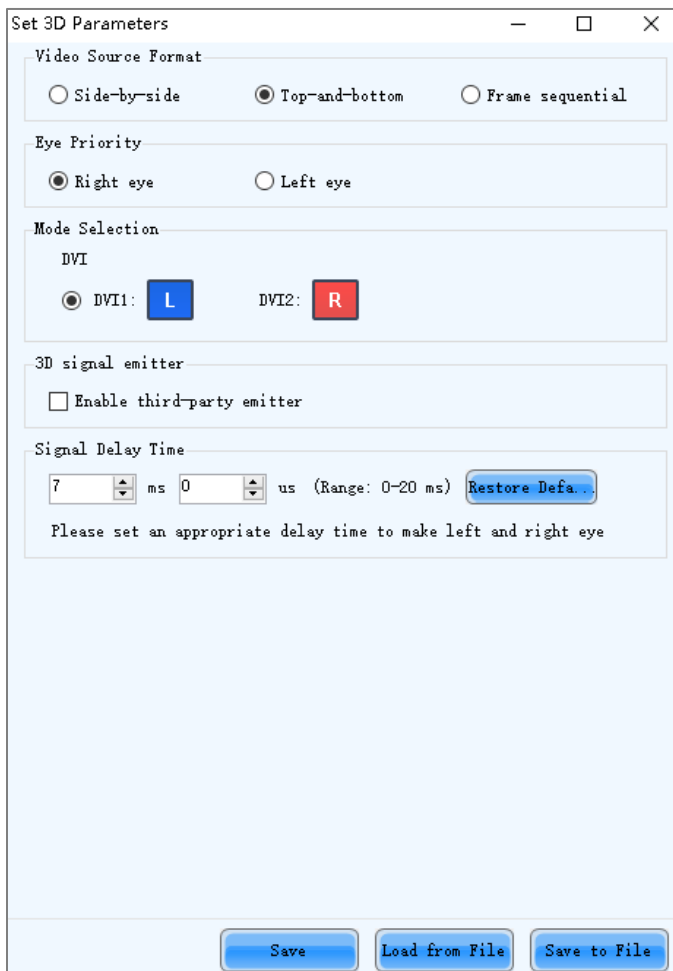 Set 3D Parameters
Video Source Format
Side-by-side Top-and-bottom Frame sequential
Eye Priority
Right eye Left eye
Mode Selection
DVI
DVI1: L DVI2: R
3D signal emitter
Enable third-party emitter
Signal Delay Time
7 ms 0 us (Range: 0-20 ms) Restore Defa...
Please set an appropriate delay time to make left and right eye
Save Load from File Save to File